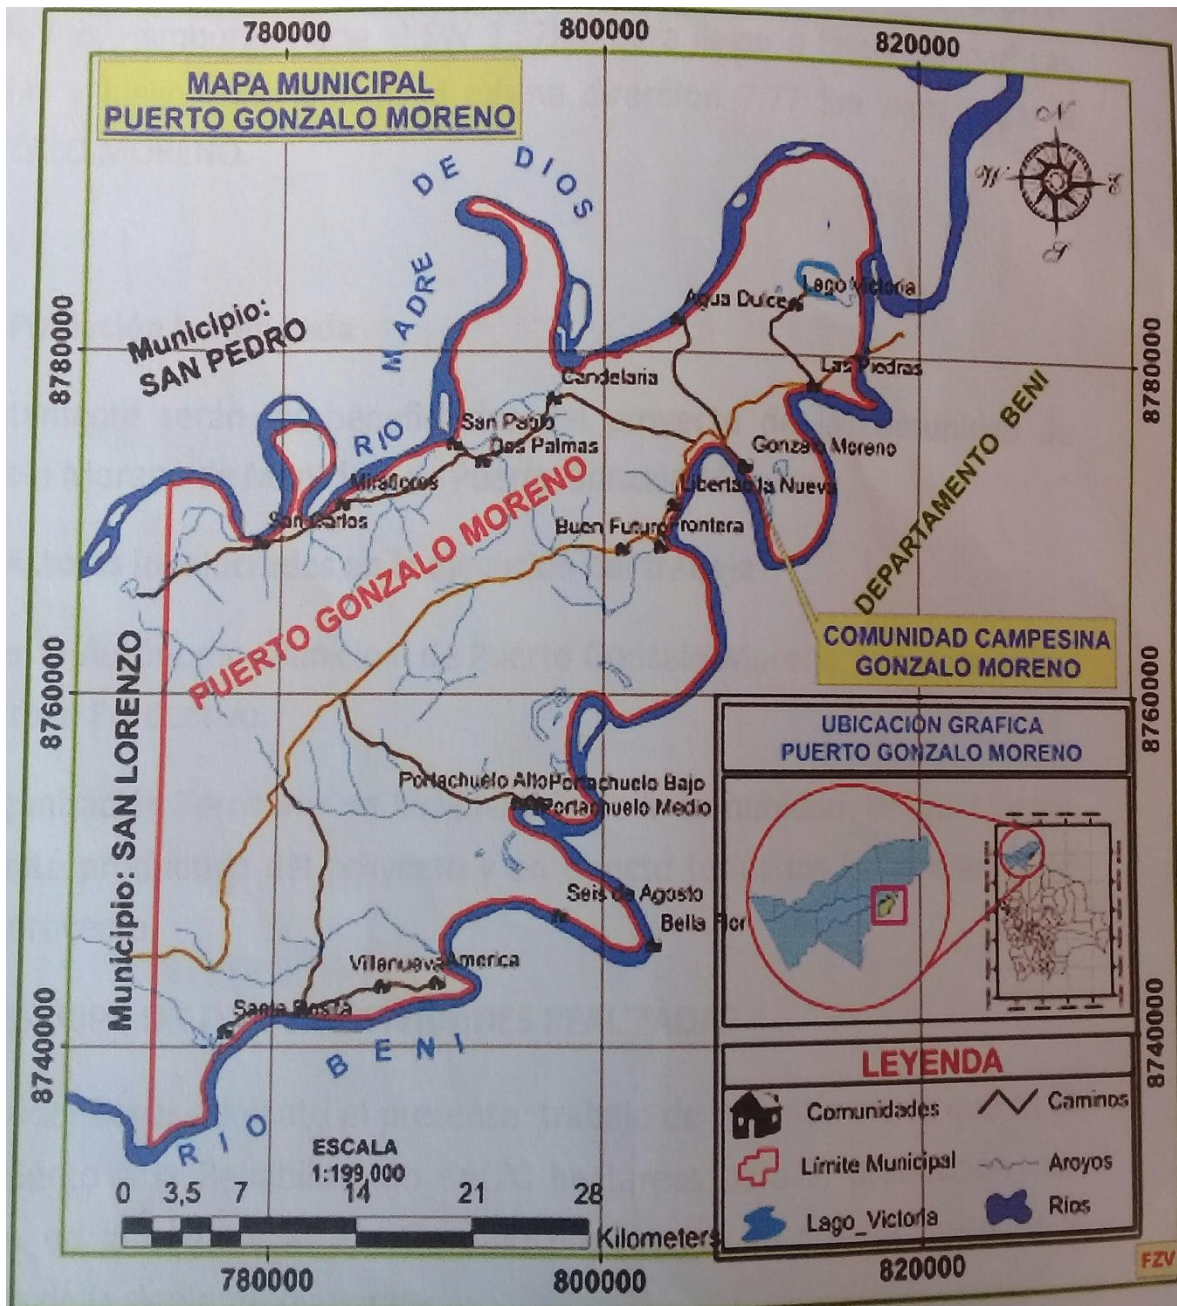 780000
800000
820000
MAPA MUNICIPAL
PUERTO GONZALO MORENO
RIO MADRE DE DIOS
Municipio:
SAN PEDRO
8780000
8780000
Agua Dulce
Lago Victoria
Las Piedras
Candelaria
San Pablo
Dos Palmas
Gonzalo Moreno
Miraflores
Libertad la Nueva
San Carlos
Buen Futuro
Frontera
PUERTO GONZALO MORENO
DEPARTAMENTO BENI
COMUNIDAD CAMPESINA
GONZALO MORENO
8760000
8760000
Municipio: SAN LORENZO
UBICACION GRAFICA
PUERTO GONZALO MORENO
Portachuelo Alto
Portachuelo Bajo
Portachuelo Medio
Seis de Agosto
Bella Flor
Villanueva
America
Santa Rosita
8740000
8740000
RIO BENI
LEYENDA
Comunidades
Caminos
Límite Municipal
Aroyos
Lago_Victoria
Ríos
ESCALA
1:199,000
0 3,5 7 14 21 28
Kilometers
780000
800000
820000
FZV
N
W
E
S